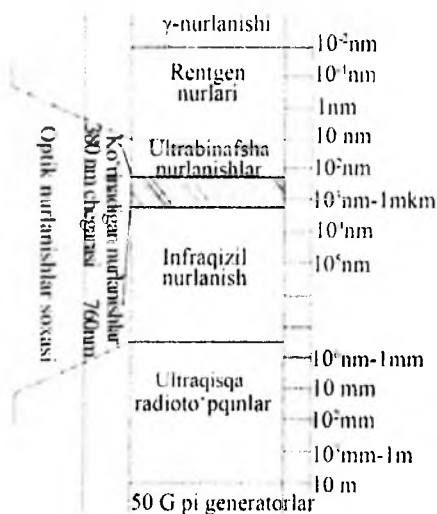 γ-nurlanishi
10⁻²nm
Rentgen
nurlari
10⁻¹nm
1nm
10 nm
Ultrabinafsha
nurlanishlar
10²nm
10³nm-1mkm
10⁴nm
Infraqizil
nurlanish
10⁵nm
10⁶nm-1mm
Ultraqisqa
radioto‘pqinlar
10 mm
10²mm
10³mm-1m
10 m
50 G pi generatorlar
Ko‘rinadigan nurlanishlar
380 nm chegarasi 760nm
Optik nurlanishlar soxasi